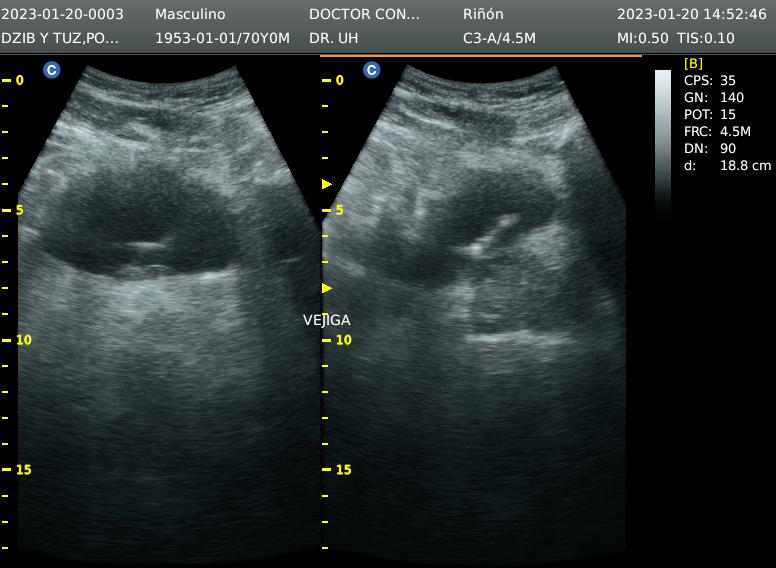 2023-01-20-0003 Masculino DOCTOR CON... Riñón 2023-01-20 14:52:46
DZIB Y TUZ,PO... 1953-01-01/70Y0M DR. UH C3-A/4.5M MI:0.50 TIS:0.10
C
C
[B]
CPS: 35
GN: 140
POT: 15
FRC: 4.5M
DN: 90
d: 18.8 cm
0
5
10
15
0
5
10
15
VEJIGA